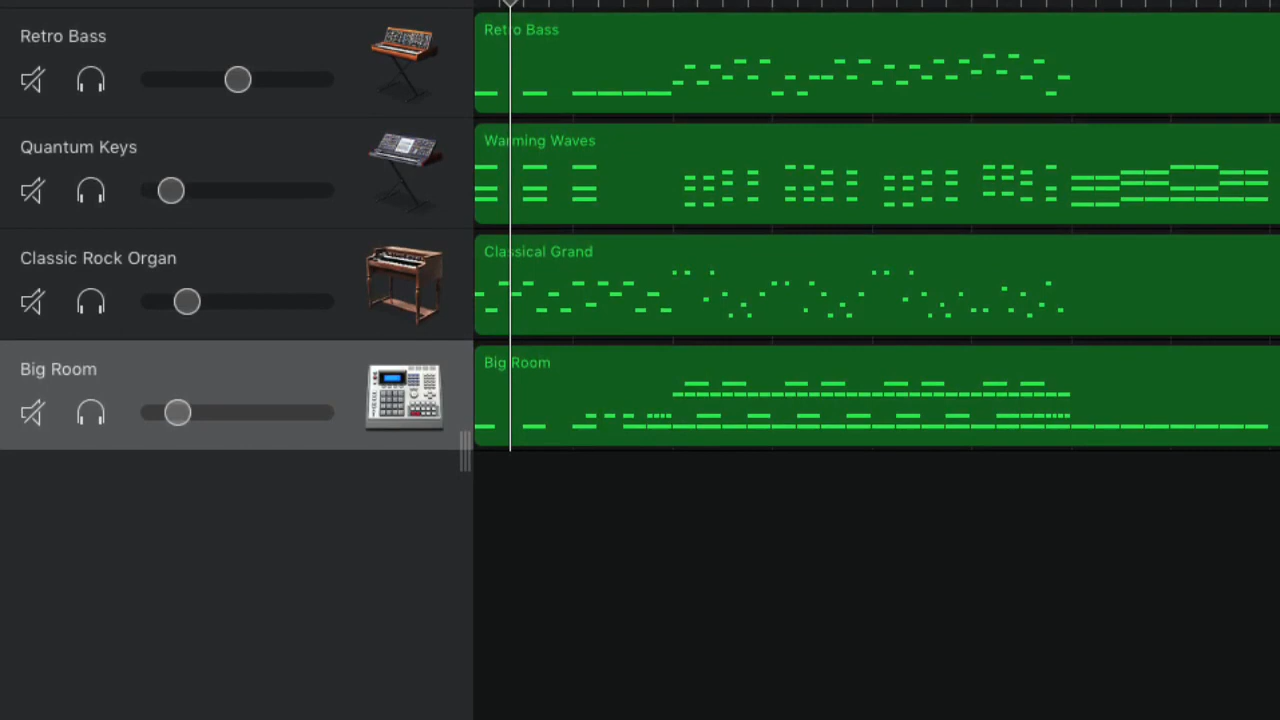 Retro Bass
Retro Bass
Quantum Keys
Warming Waves
Classic Rock Organ
Classical Grand
Big Room
Big Room